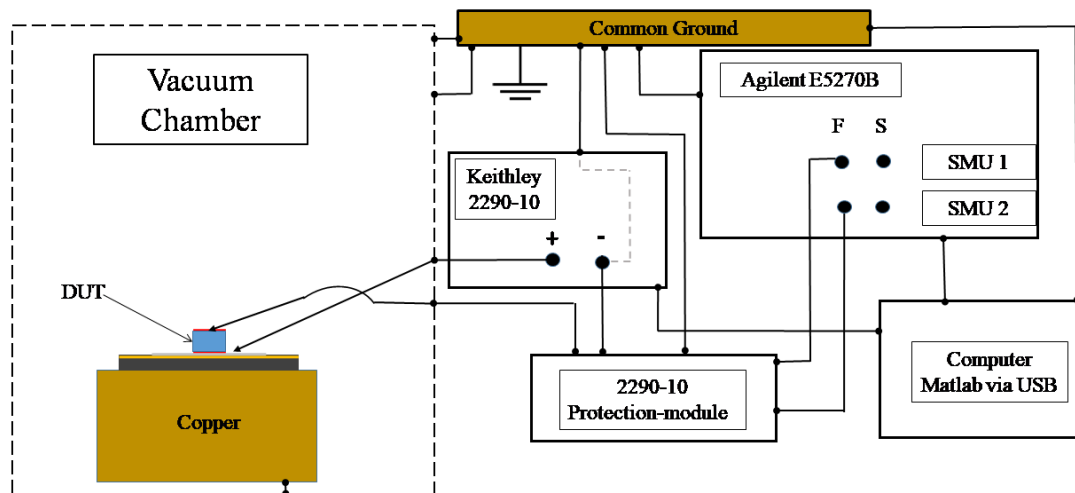 Common Ground
Vacuum
Chamber
Agilent E5270B
F S
SMU 1
SMU 2
Keithley
2290-10
+ -
DUT
Copper
2290-10
Protection-module
Computer
Matlab via USB